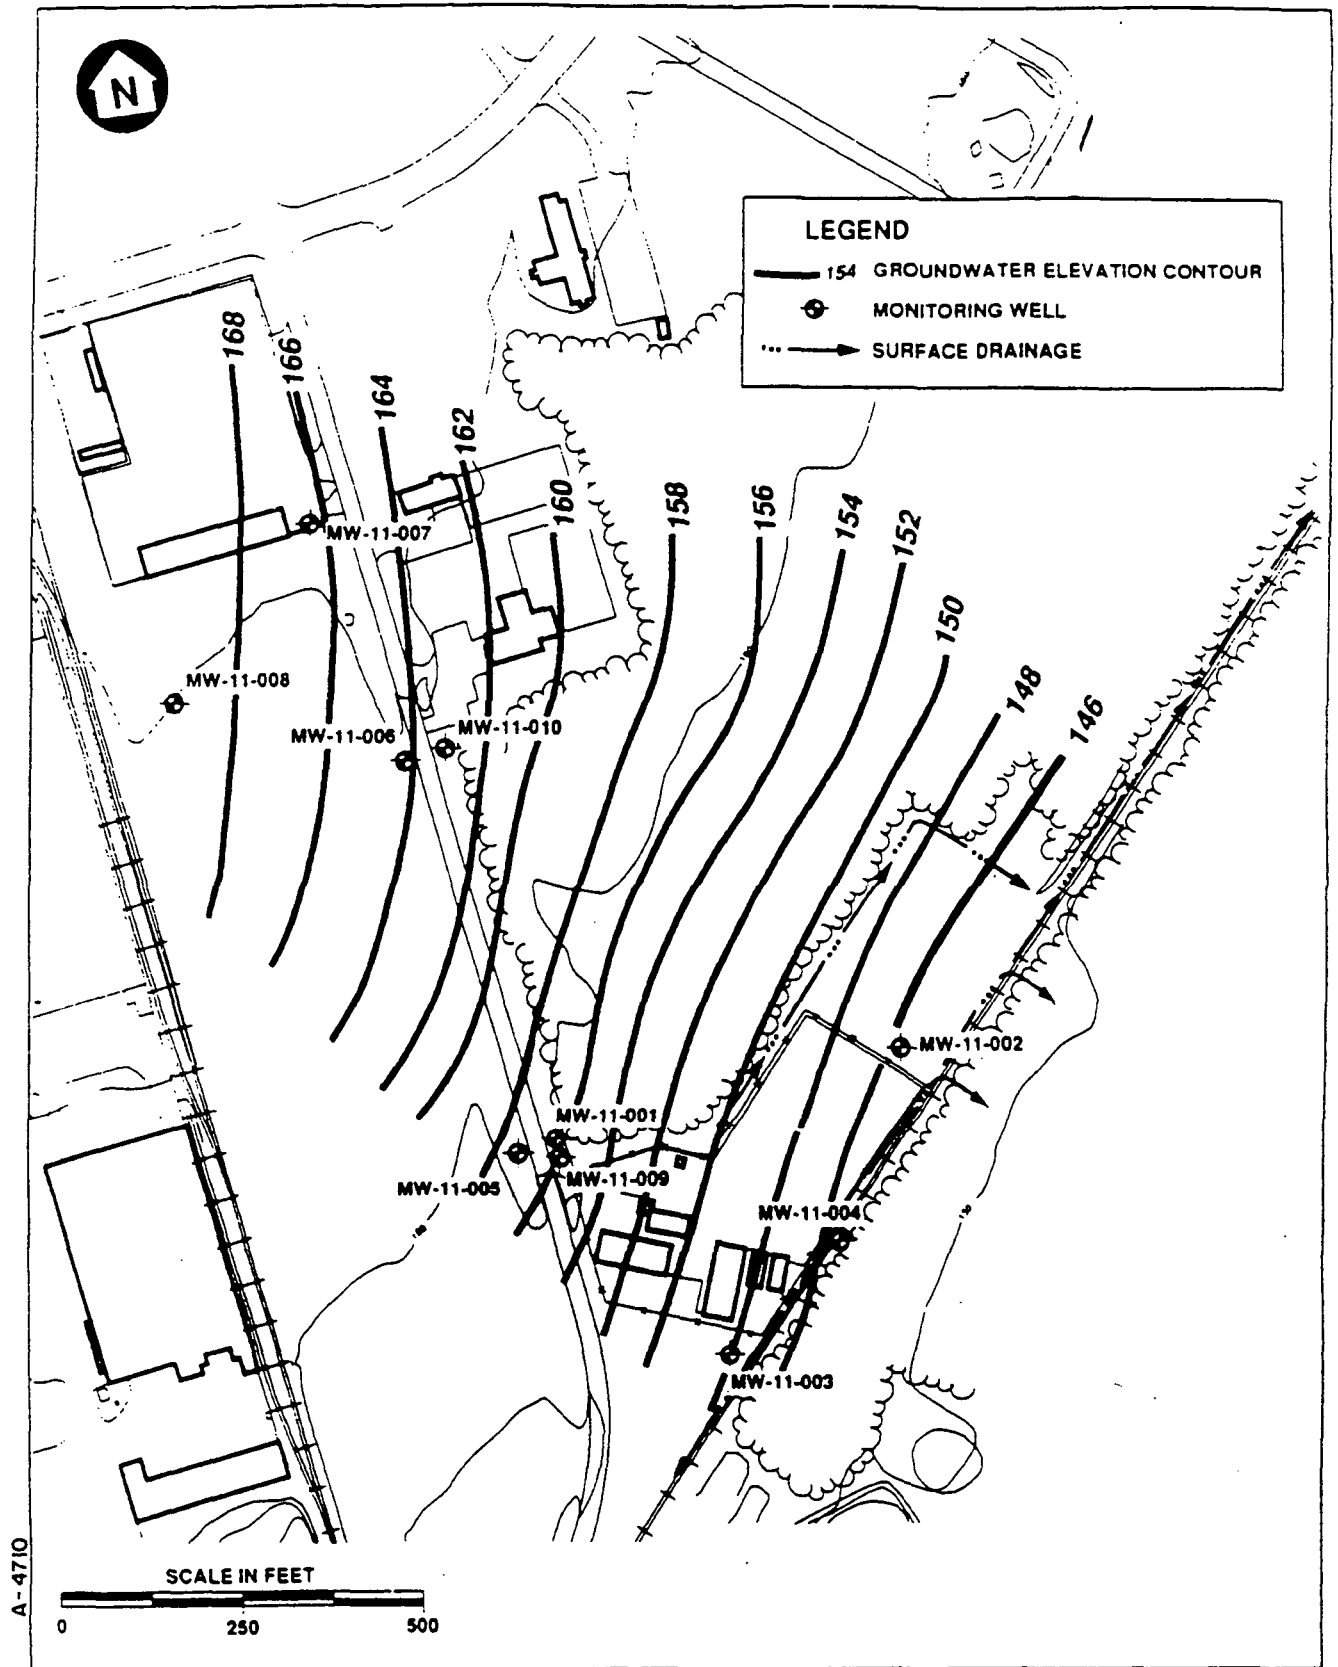 N
LEGEND
154 GROUNDWATER ELEVATION CONTOUR
MONITORING WELL
SURFACE DRAINAGE
168
166
164
162
160
158
156
154
152
150
148
146
MW-11-007
MW-11-008
MW-11-006
MW-11-010
MW-11-002
MW-11-001
MW-11-009
MW-11-005
MW-11-004
MW-11-003
A-4710
SCALE IN FEET
0 250 500